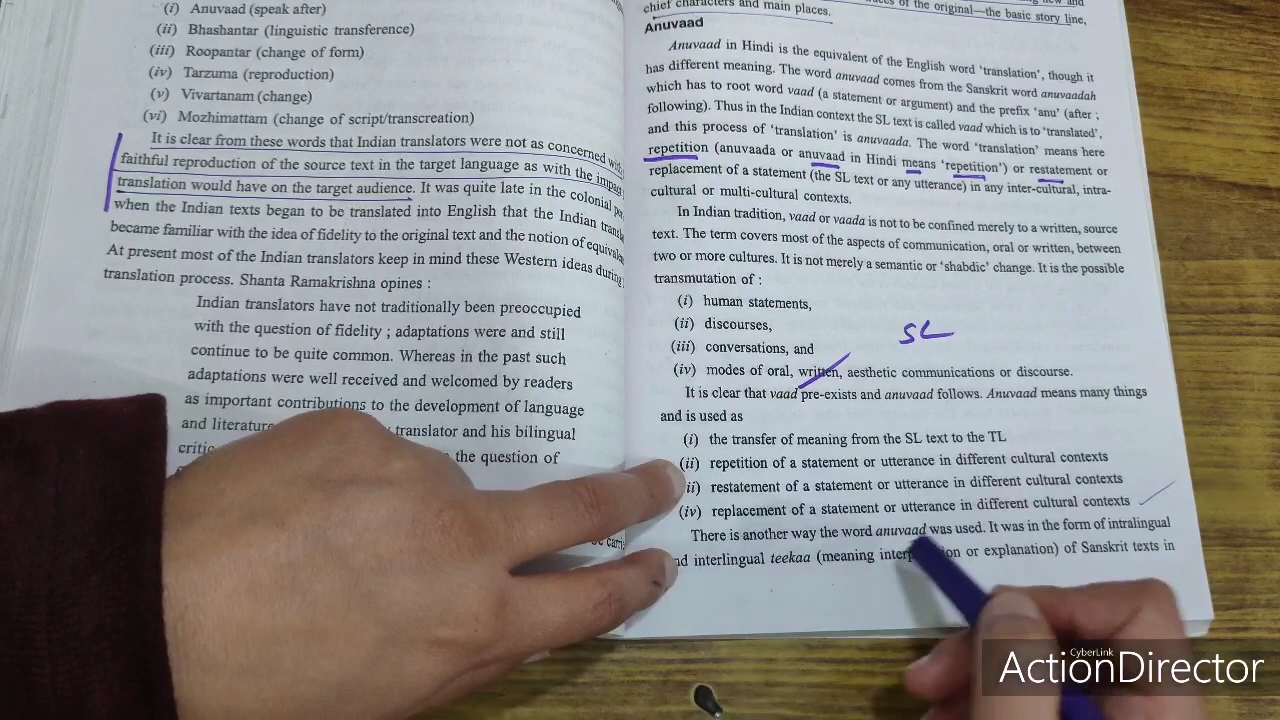 (i) Anuvaad (speak after)
(ii) Bhashantar (linguistic transference)
(iii) Roopantar (change of form)
(iv) Tarzuma (reproduction)
(v) Vivartanam (change)
(vi) Mozhimattam (change of script/transcreation)
It is clear from these words that Indian translators were not as concerned
faithful reproduction of the source text in the target language as with the
translation would have on the target audience. It was quite late in the colonial
when the Indian texts began to be translated into English that the Indian
became familiar with the idea of fidelity to the original text and the notion of
At present most of the Indian translators keep in mind these Western ideas during
translation process. Shanta Ramakrishna opines :
Indian translators have not traditionally been preoccupied
with the question of fidelity ; adaptations were and still
continue to be quite common. Whereas in the past such
adaptations were well received and welcomed by readers
as important contributions to the development of language
and translator and his bilingual
the question of
of the original—the basic story line,
chief characters and main places.
Anuvaad
Anuvaad in Hindi is the equivalent of the English word 'translation', though it
has different meaning. The word anuvaad comes from the Sanskrit word anuvaadah
which has to root word vaad (a statement or argument) and the prefix 'anu' (after ;
following). Thus in the Indian context the SL text is called vaad which is to 'translated',
and this process of 'translation' is anuvaada. The word 'translation' means here
repetition (anuvaada or anuvaad in Hindi means 'repetition') or restatement or
replacement of a statement (the SL text or any utterance) in any inter-cultural, intra-
cultural or multi-cultural contexts.
In Indian tradition, vaad or vaada is not to be confined merely to a written, source
text. The term covers most of the aspects of communication, oral or written, between
two or more cultures. It is not merely a semantic or 'shabdic' change. It is the possible
transmutation of :
(i) human statements,
(ii) discourses,
SL
(iii) conversations, and
(iv) modes of oral, written, aesthetic communications or discourse.
It is clear that vaad pre-exists and anuvaad follows. Anuvaad means many things
and is used as
(i) the transfer of meaning from the SL text to the TL
(ii) repetition of a statement or utterance in different cultural contexts
ii) restatement of a statement or utterance in different cultural contexts
(iv) replacement of a statement or utterance in different cultural contexts
There is another way the word anuvaad was used. It was in the form of intralingual
interlingual teekaa (meaning or explanation) of Sanskrit texts in
CyberLink
ActionDirector